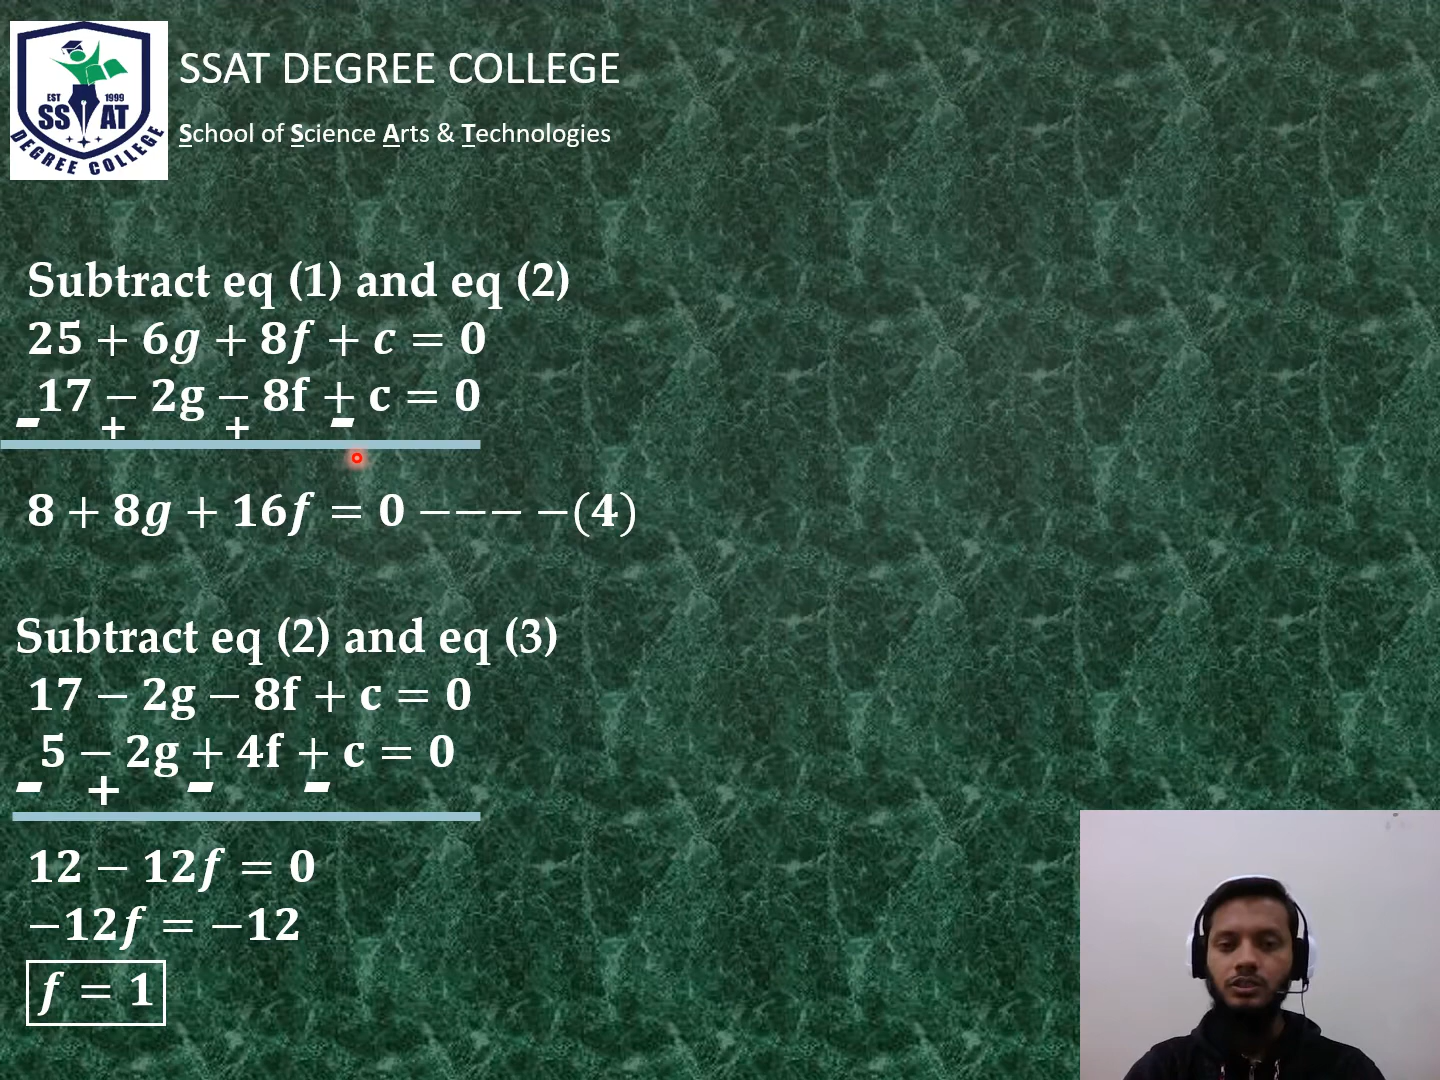 EST 1999
SSAT
DEGREE COLLEGE
SSAT DEGREE COLLEGE
School of Science Arts & Technologies
Subtract eq (1) and eq (2)
25 + 6g + 8f + c = 0
17 − 2g − 8f + c = 0
- + + -
8 + 8g + 16f = 0 −−− −(4)
Subtract eq (2) and eq (3)
17 − 2g − 8f + c = 0
5 − 2g + 4f + c = 0
- + - -
12 − 12f = 0
−12f = −12
f = 1